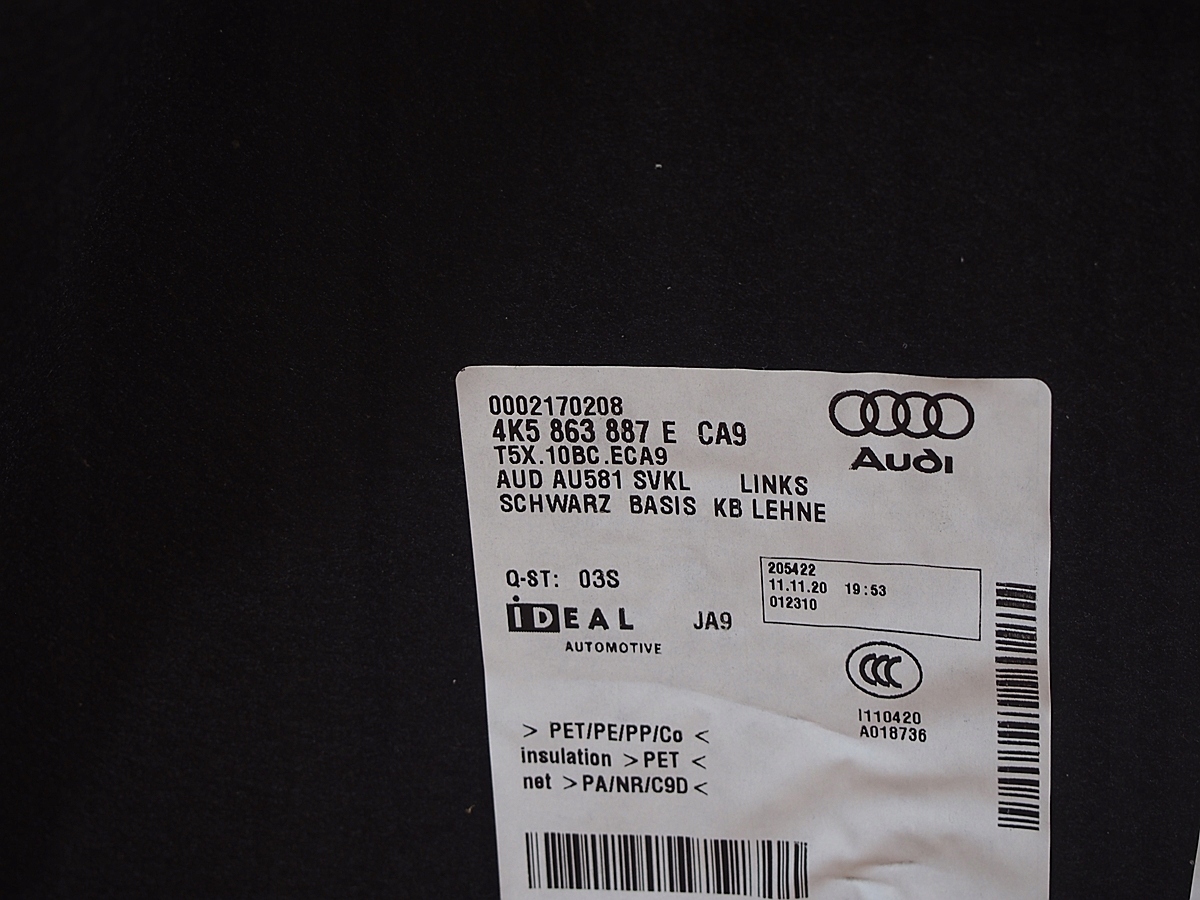 0002170208
4K5 863 887 E CA9
T5X.10BC.ECA9
AUD AU581 SVKL LINKS
SCHWARZ BASIS KB LEHNE
Audi
Q-ST: 03S
iDEAL
AUTOMOTIVE
JA9
205422
11.11.20 19:53
012310
CCC
I110420
A018736
> PET/PE/PP/Co <
insulation >PET <
net >PA/NR/C9D<